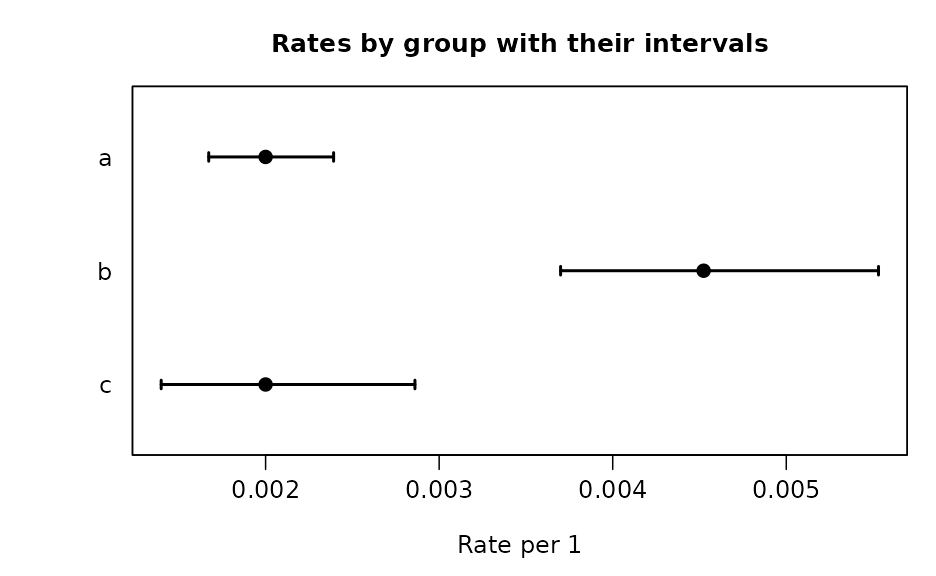 Rates by group with their intervals
a
b
c
0.002 0.003 0.004 0.005
Rate per 1